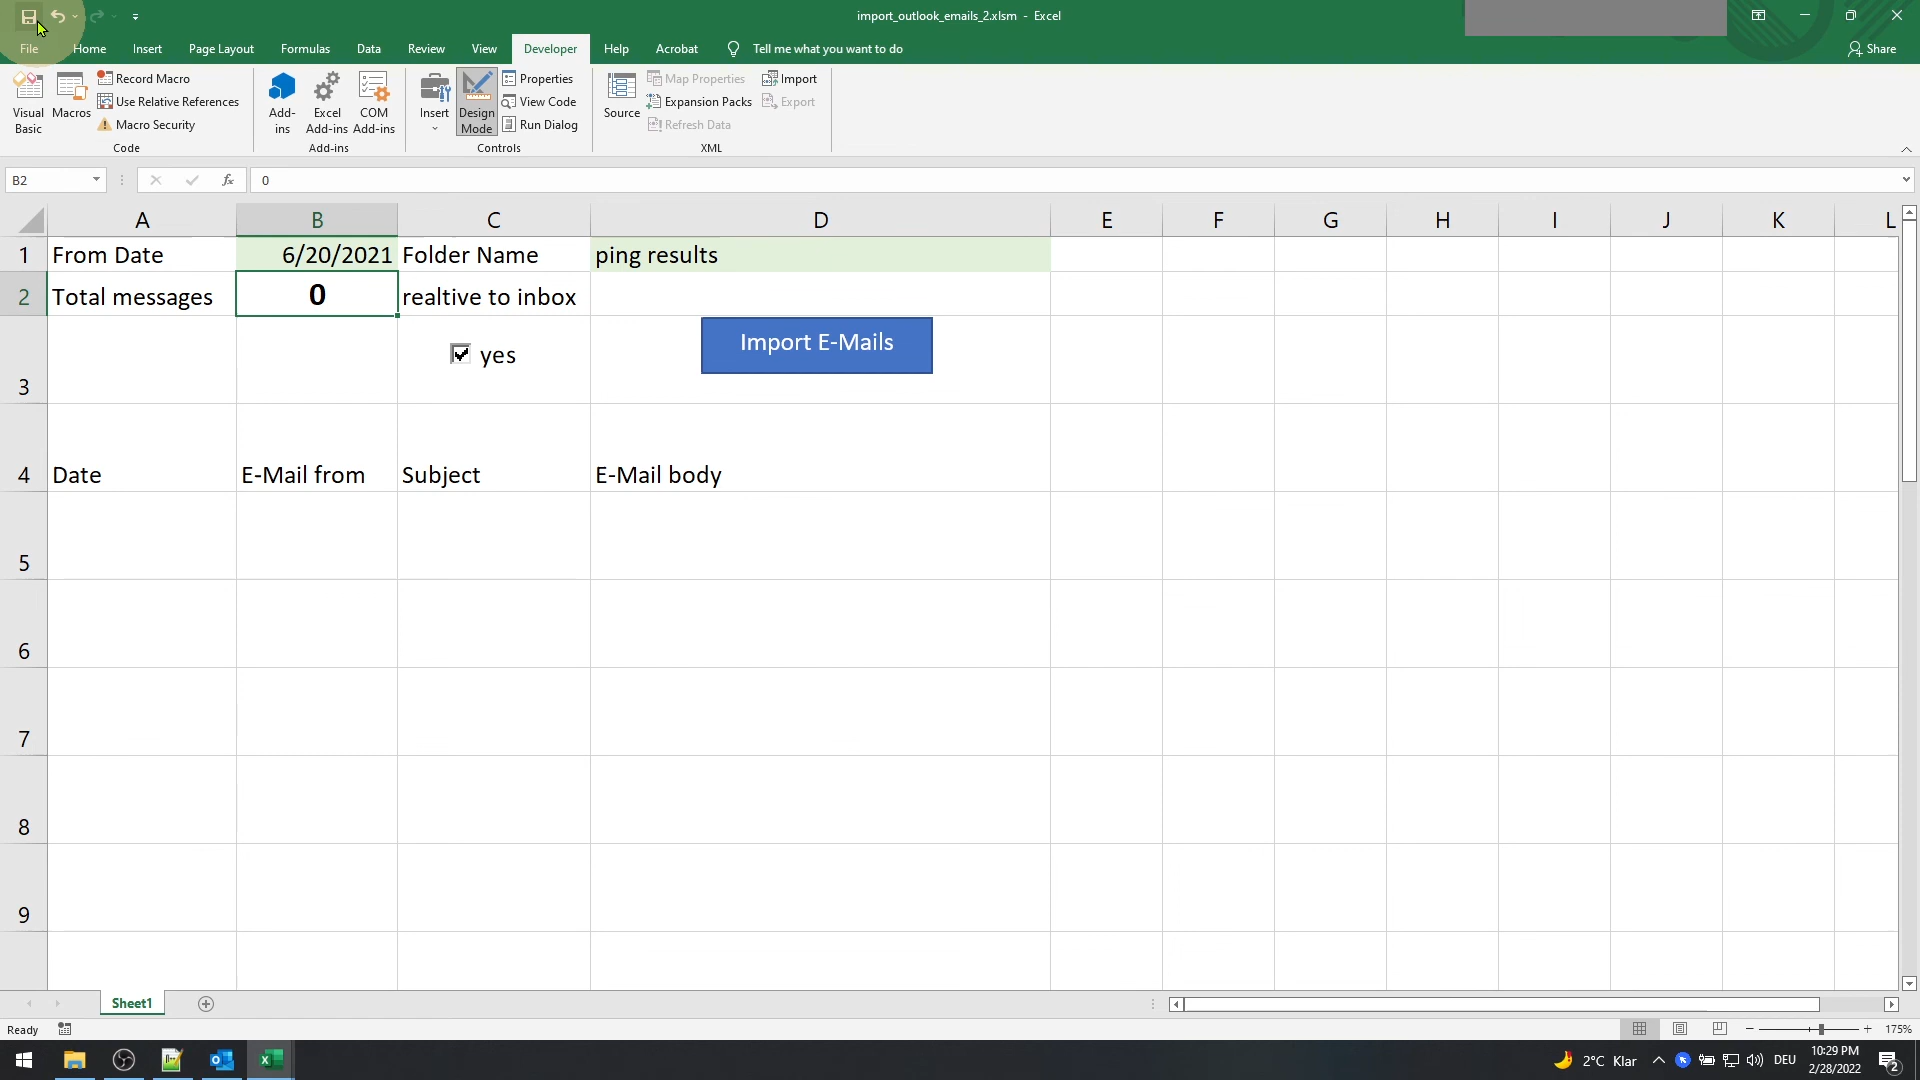 import_outlook_emails_2.xlsm - Excel
File Home Insert Page Layout Formulas Data Review View Developer Help Acrobat Tell me what you want to do Share
Visual Basic
Macros
Record Macro
Use Relative References
Macro Security
Code
Add-ins
Excel Add-ins
COM Add-ins
Add-ins
Insert
Design Mode
Properties
View Code
Run Dialog
Controls
Source
Map Properties
Expansion Packs
Refresh Data
Import
Export
XML
B2 fx 0
A B C D E F G H I J K L
1 From Date 6/20/2021 Folder Name ping results
2 Total messages 0 realtive to inbox
3 yes Import E-Mails
4 Date E-Mail from Subject E-Mail body
5
6
7
8
9
Sheet1
Ready 175%
2°C Klar DEU 10:29 PM
2/28/2022 2